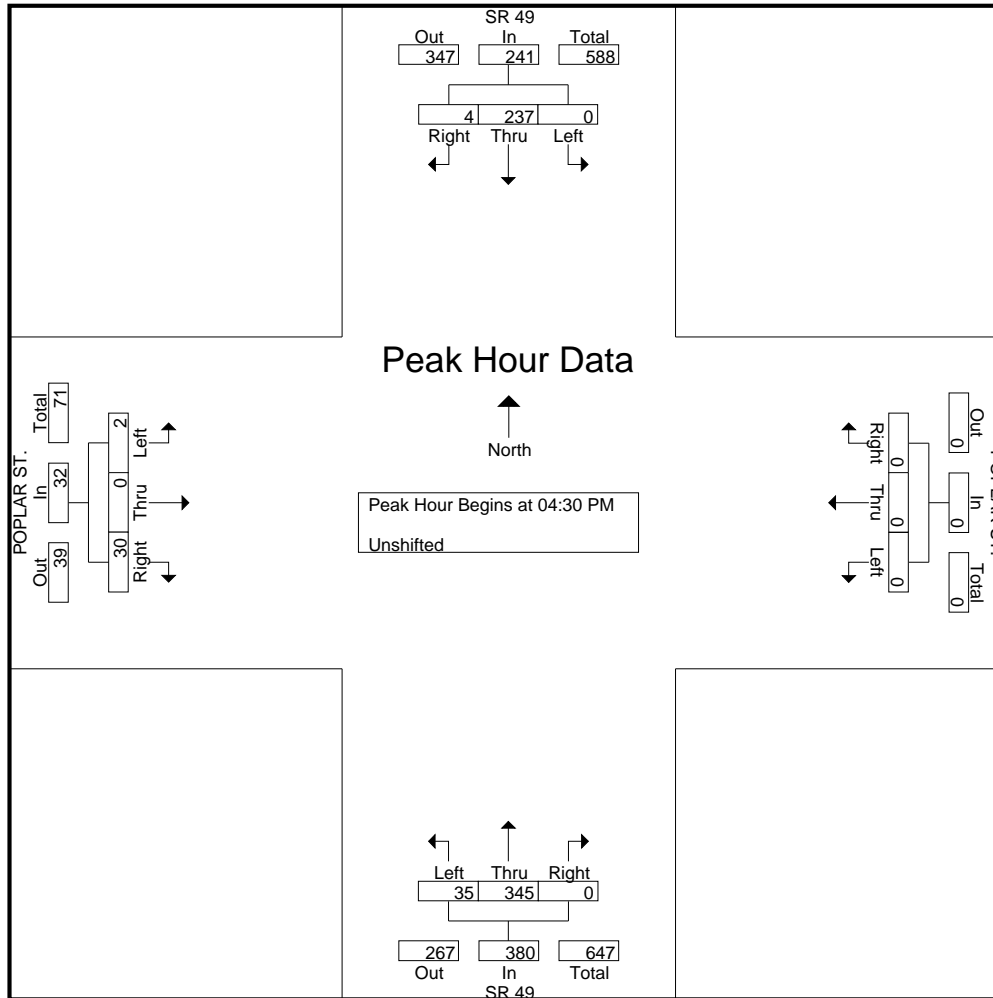 SR 49
Out In Total
347 241 588
4 237 0
Right Thru Left
Peak Hour Data
North
Peak Hour Begins at 04:30 PM
Unshifted
POPLAR ST.
Out In Total
39 32 71
2 0 30
Left Thru Right
Right Thru Left
0 0 0
Out In Total
0 0 0
Left Thru Right
35 345 0
267 380 647
Out In Total
SR 49